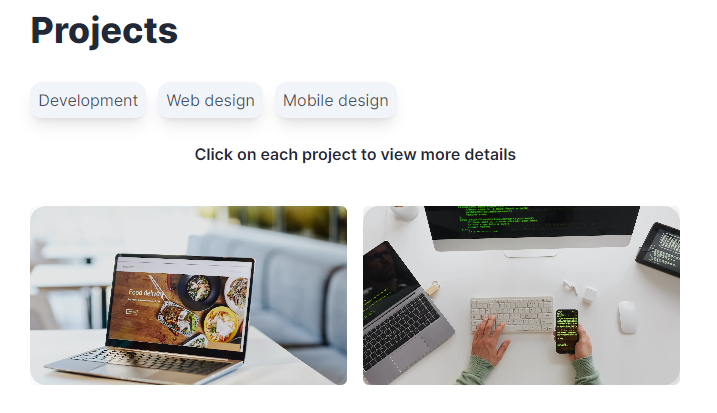 Projects
Development
Web design
Mobile design
Click on each project to view more details
Food delivery